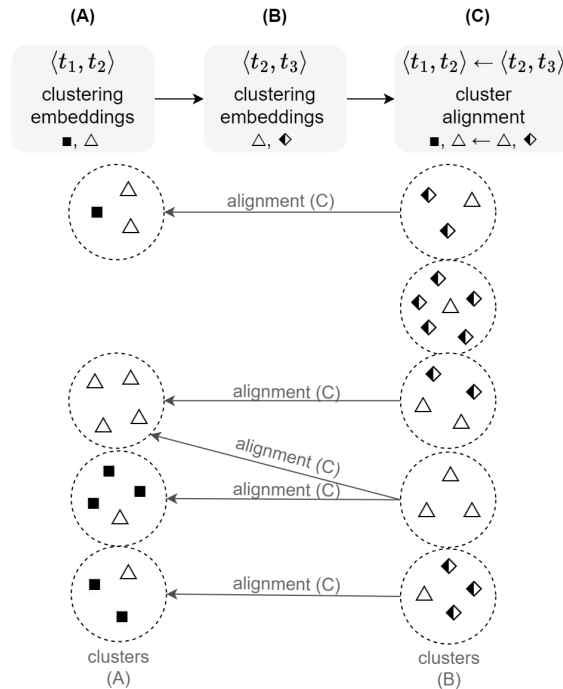 (A) (B) (C)
⟨t₁, t₂⟩ ⟨t₂, t₃⟩ ⟨t₁, t₂⟩ ← ⟨t₂, t₃⟩
clustering clustering cluster
embeddings embeddings alignment
■, △ △, ⬖ ■, △ ← △, ⬖
alignment (C)
alignment (C)
alignment (C)
alignment (C)
alignment (C)
clusters clusters
(A) (B)